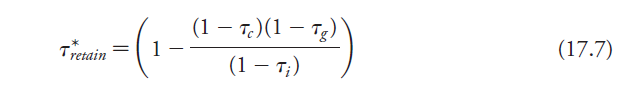 τ*retain = (1 − (1 − τc)(1 − τg) / (1 − τi)) (17.7)